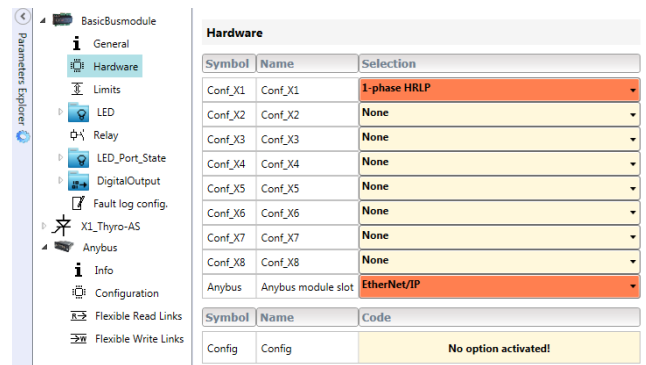 Parameters Explorer
BasicBusmodule
General
Hardware
Limits
LED
Relay
LED_Port_State
DigitalOutput
Fault log config.
X1_Thyro-AS
Anybus
Info
Configuration
Flexible Read Links
Flexible Write Links
Hardware
Symbol Name Selection
Conf_X1 Conf_X1 1-phase HRLP
Conf_X2 Conf_X2 None
Conf_X3 Conf_X3 None
Conf_X4 Conf_X4 None
Conf_X5 Conf_X5 None
Conf_X6 Conf_X6 None
Conf_X7 Conf_X7 None
Conf_X8 Conf_X8 None
Anybus Anybus module slot EtherNet/IP
Symbol Name Code
Config Config No option activated!